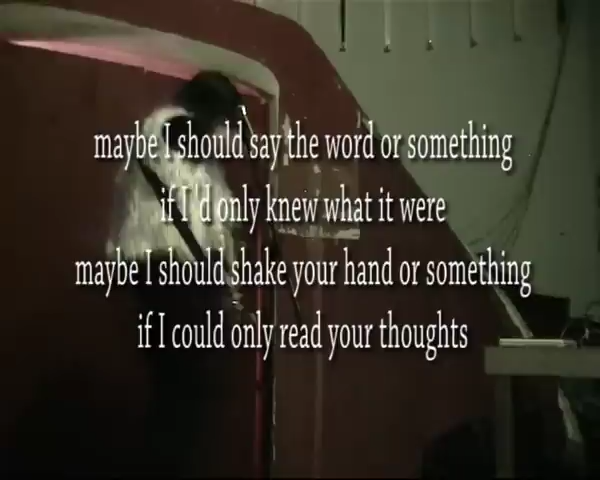 maybe I should say the word or something
if I 'd only knew what it were
maybe I should shake your hand or something
if I could only read your thoughts